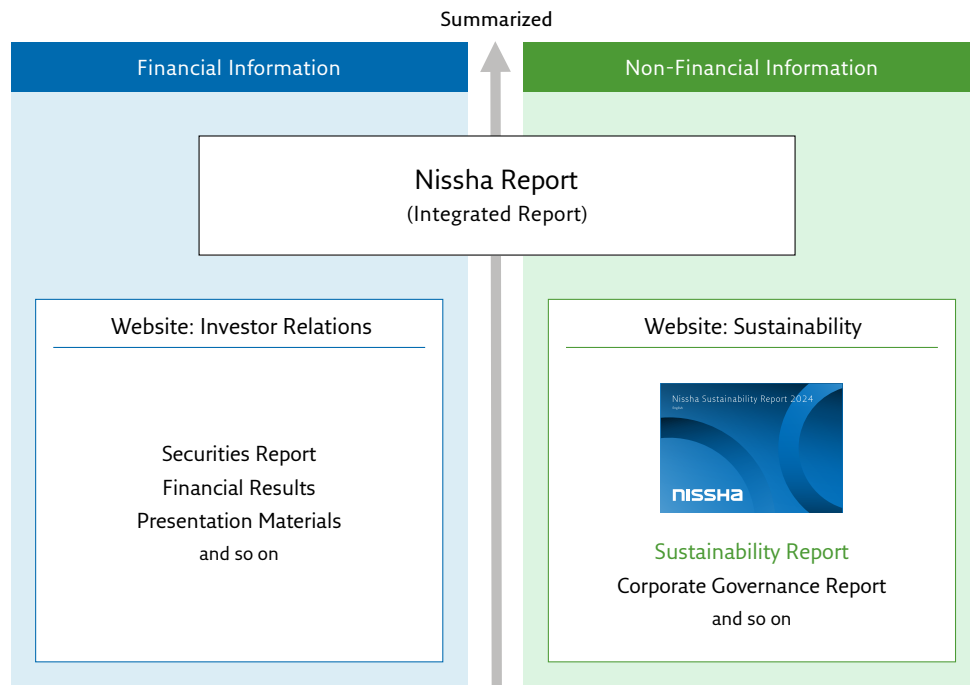 Summarized
Financial Information
Non-Financial Information
Nissha Report
(Integrated Report)
Website: Investor Relations
Securities Report
Financial Results
Presentation Materials
and so on
Website: Sustainability
Nissha Sustainability Report 2024
English
nissha
Sustainability Report
Corporate Governance Report
and so on